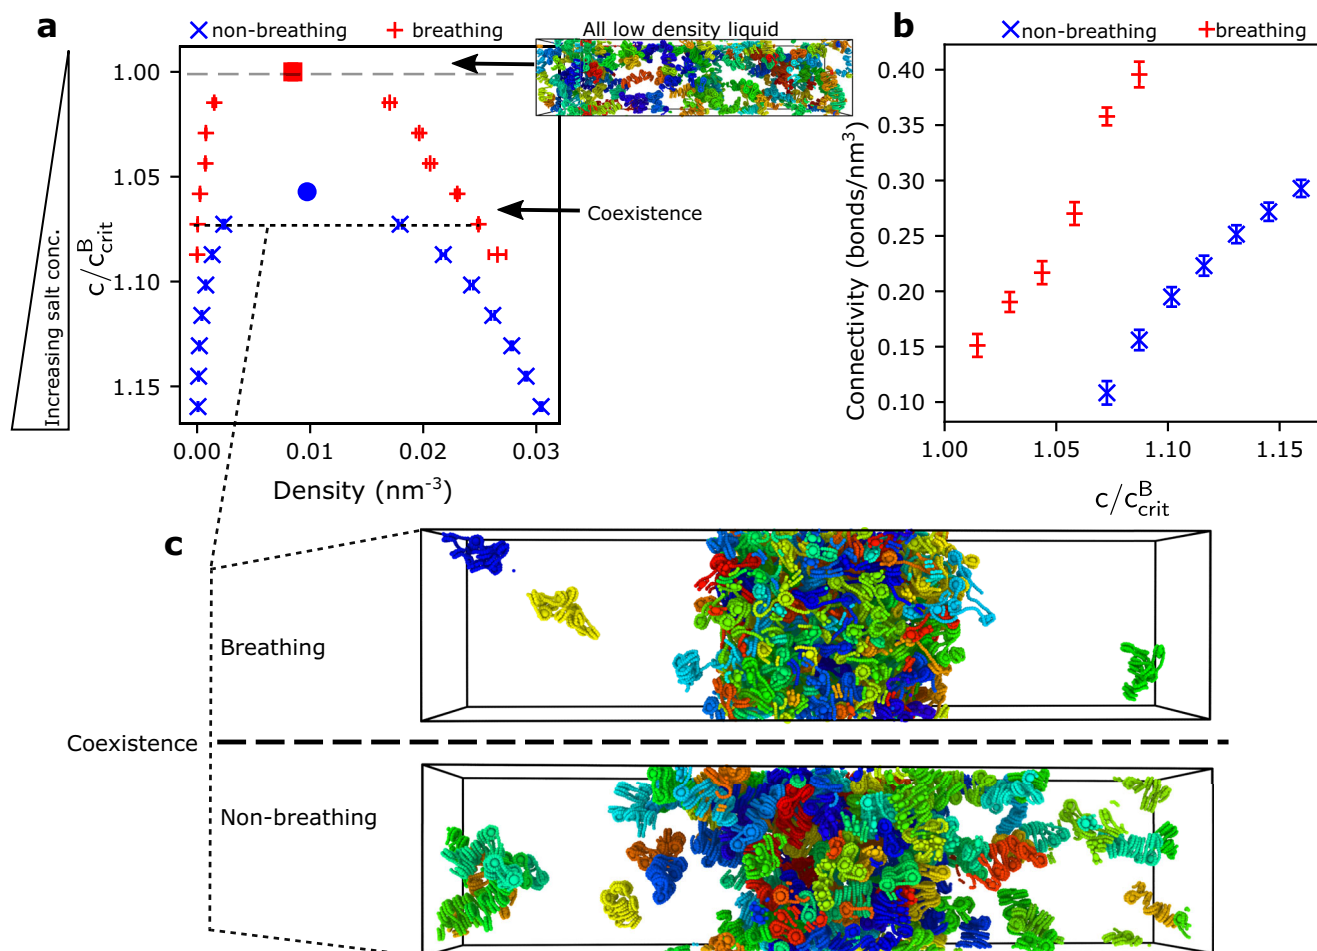 a
non-breathing
breathing
All low density liquid
1.00
1.05
1.10
1.15
c/c^B_crit
Increasing salt conc.
Coexistence
0.00
0.01
0.02
0.03
Density (nm^-3)
b
non-breathing
breathing
0.40
0.35
0.30
0.25
0.20
0.15
0.10
Connectivity (bonds/nm^3)
1.00
1.05
1.10
1.15
c/c^B_crit
c
Breathing
Coexistence
Non-breathing